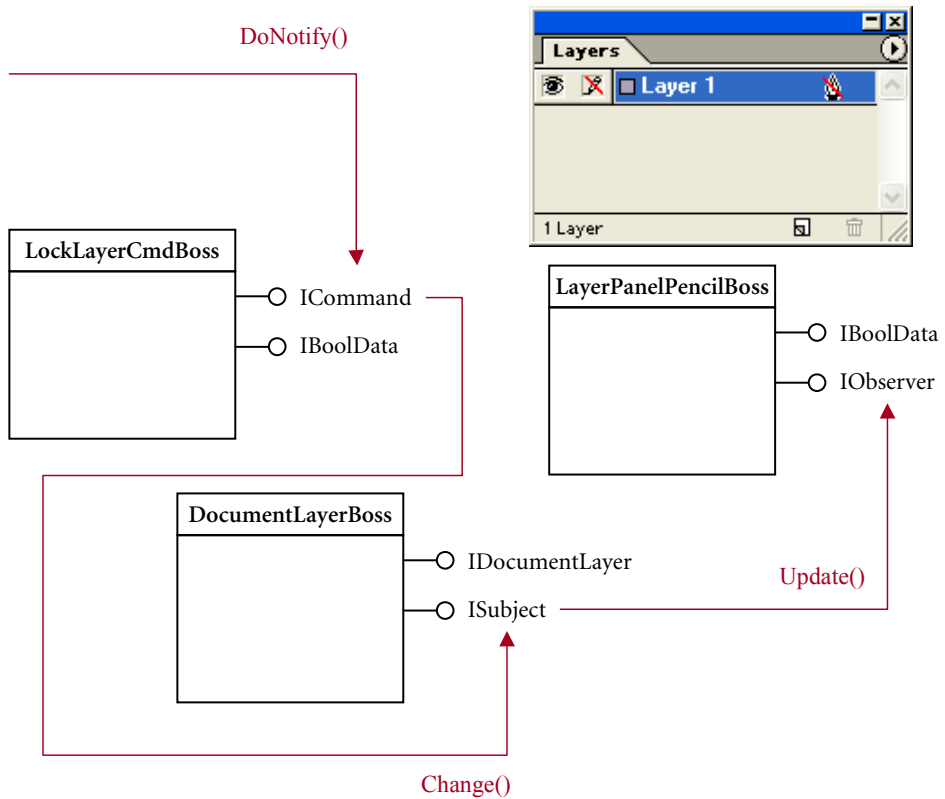 DoNotify()
Layers
Layer 1
1 Layer
LockLayerCmdBoss
ICommand
IBoolData
LayerPanelPencilBoss
IBoolData
IObserver
DocumentLayerBoss
IDocumentLayer
ISubject
Update()
Change()